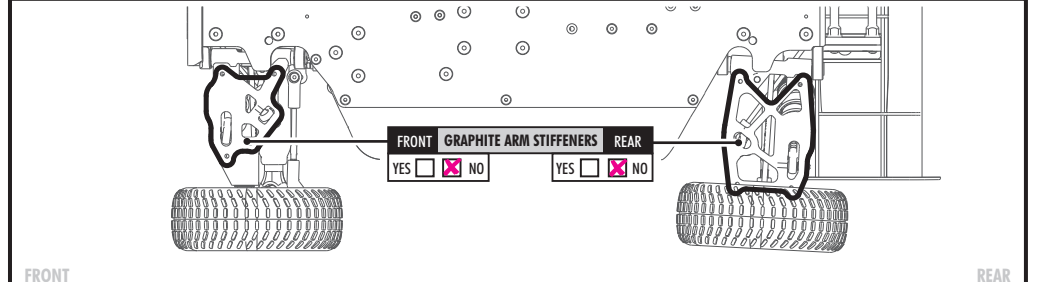 FRONT GRAPHITE ARM STIFFENERS REAR
YES NO YES NO
FRONT REAR